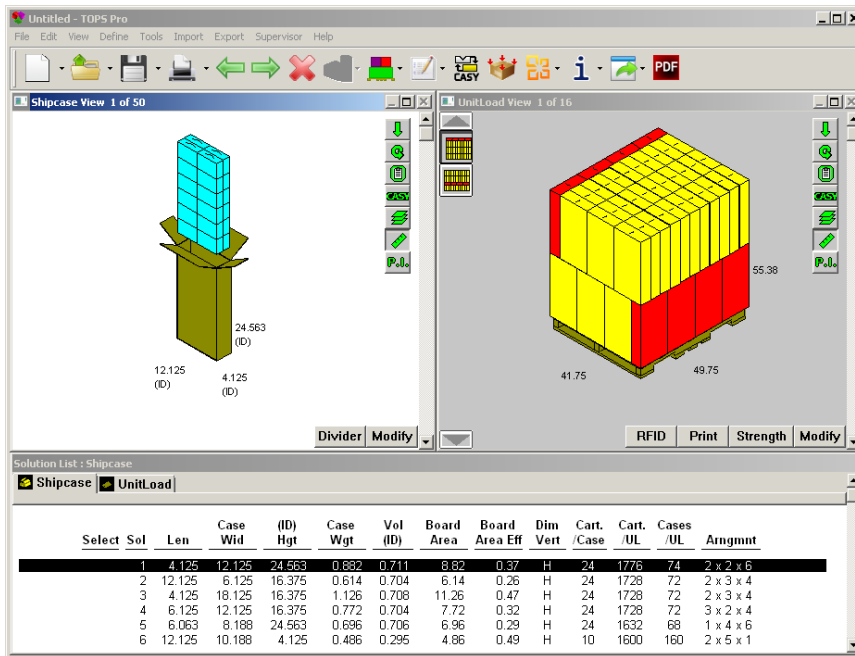 Untitled - TOPS Pro
File Edit View Define Tools Import Export Supervisor Help
CASY i PDF
Shipcase View 1 of 50
UnitLoad View 1 of 16
CASY
P.I.
24.563
(ID)
12.125
(ID)
4.125
(ID)
Divider Modify
CASY
P.I.
55.38
41.75
49.75
RFID Print Strength Modify
Solution List : Shipcase
Shipcase UnitLoad
Case (ID) Case Vol Board Board Dim Cart. Cart. Cases
Select Sol Len Wid Hgt Wgt (ID) Area Area Eff Vert /Case /UL /UL Arngmnt
1 4.125 12.125 24.563 0.882 0.711 8.82 0.37 H 24 1776 74 2 x 2 x 6
2 12.125 6.125 16.375 0.614 0.704 6.14 0.26 H 24 1728 72 2 x 3 x 4
3 4.125 18.125 16.375 1.126 0.708 11.26 0.47 H 24 1728 72 2 x 3 x 4
4 6.125 12.125 16.375 0.772 0.704 7.72 0.32 H 24 1728 72 3 x 2 x 4
5 6.063 8.188 24.563 0.696 0.706 6.96 0.29 H 24 1632 68 1 x 4 x 6
6 12.125 10.188 4.125 0.486 0.295 4.86 0.49 H 10 1600 160 2 x 5 x 1